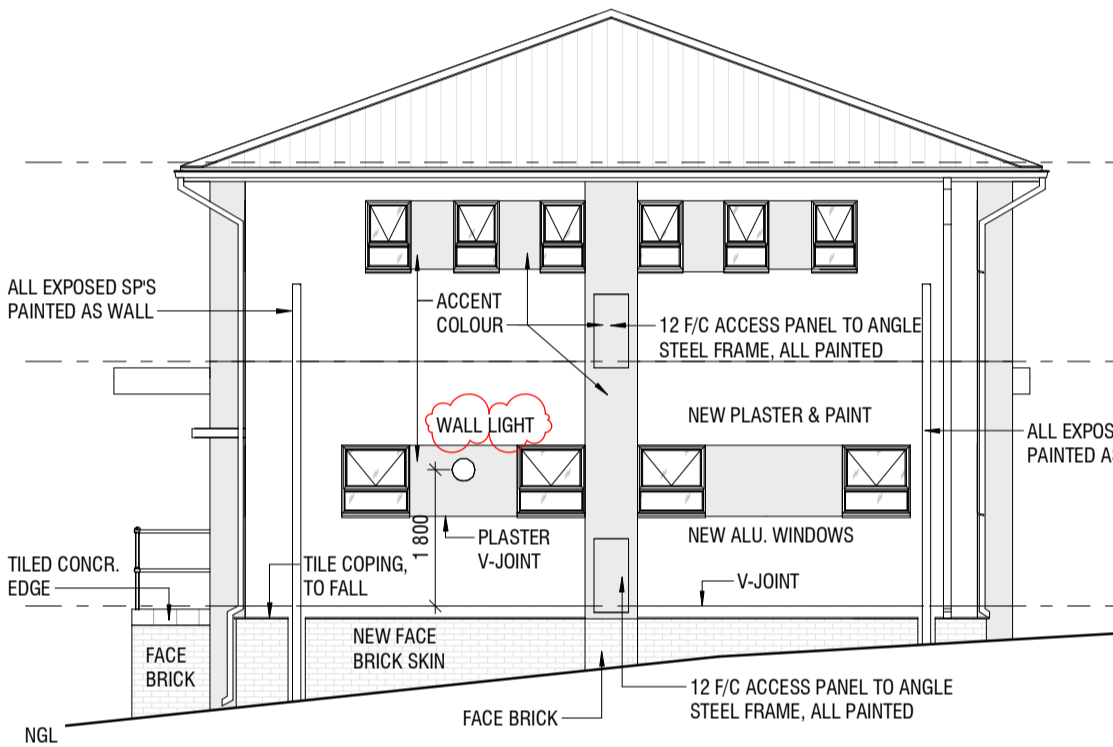 ALL EXPOSED SP'S
PAINTED AS WALL
ACCENT
COLOUR
12 F/C ACCESS PANEL TO ANGLE
STEEL FRAME, ALL PAINTED
WALL LIGHT
NEW PLASTER & PAINT
ALL EXPOS
PAINTED AS
1 800
PLASTER
V-JOINT
NEW ALU. WINDOWS
TILED CONCR.
EDGE
TILE COPING,
TO FALL
V-JOINT
FACE
BRICK
NEW FACE
BRICK SKIN
12 F/C ACCESS PANEL TO ANGLE
STEEL FRAME, ALL PAINTED
FACE BRICK
NGL